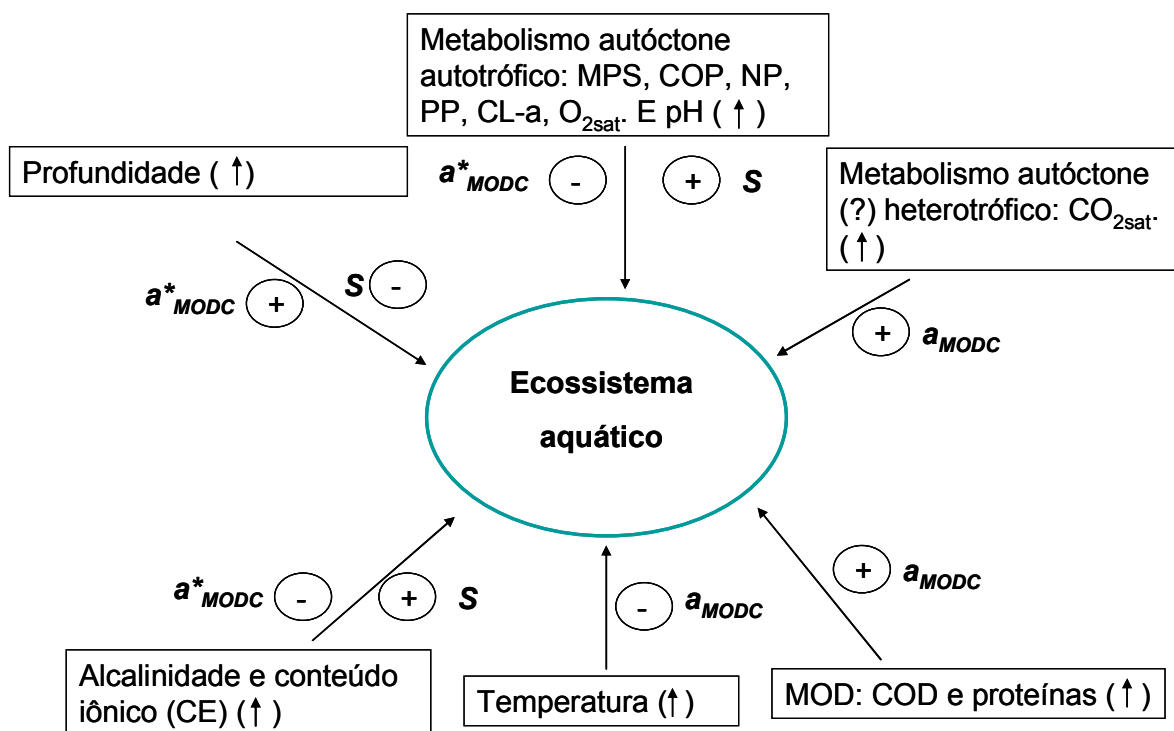 Metabolismo autóctone
autotrófico: MPS, COP, NP,
PP, CL-a, O2sat. E pH ( ↑ )
Profundidade ( ↑)
a*MODC - + S
Metabolismo autóctone
(?) heterotrófico: CO2sat.
(↑)
a*MODC + S -
+ aMODC
Ecossistema
aquático
a*MODC - + S
- aMODC
+ aMODC
Alcalinidade e conteúdo
iônico (CE) ( ↑ )
Temperatura (↑)
MOD: COD e proteínas (↑)